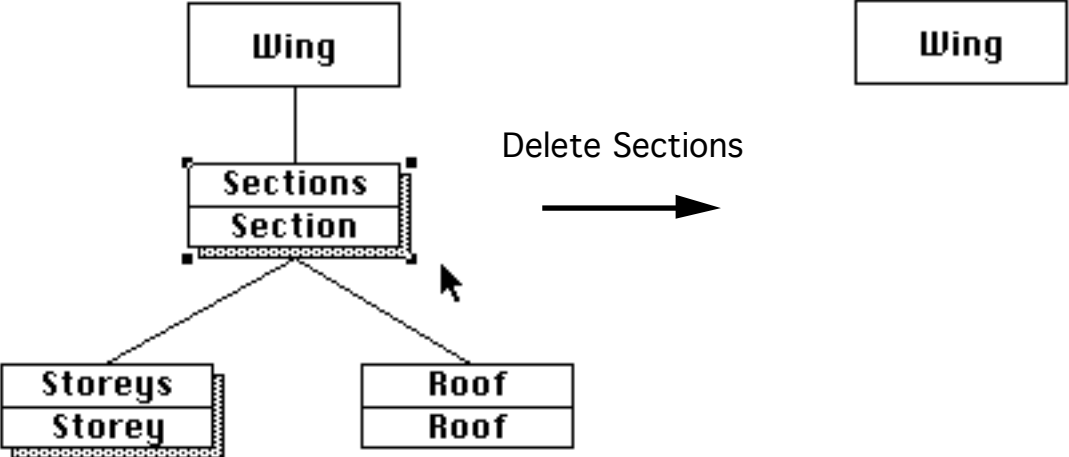 Wing
Sections
Section
Storeys
Storey
Roof
Roof
Delete Sections
Wing